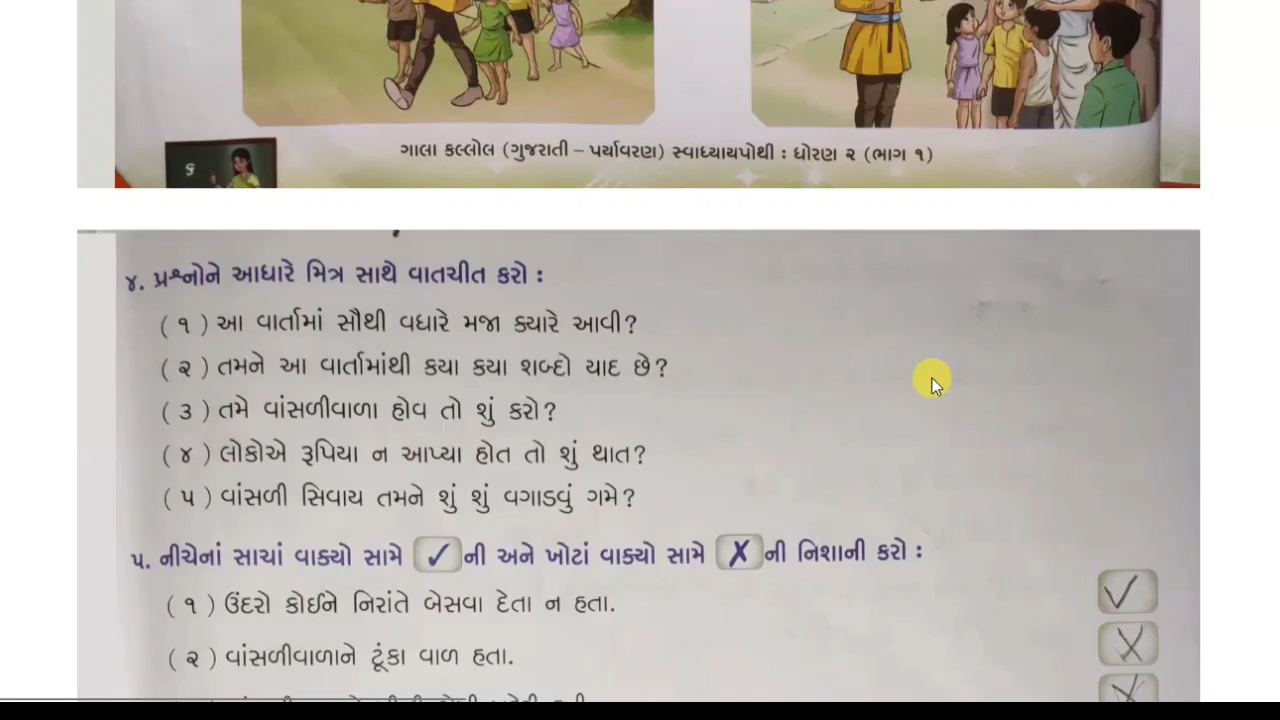 ગાલા કલ્લોલ (ગુજરાતી – પર્યાવરણ) સ્વાધ્યાયપોથી : ધોરણ ૨ (ભાગ ૧)
૪. પ્રશ્નોને આધારે મિત્ર સાથે વાતચીત કરો :
(૧) આ વાર્તામાં સૌથી વધારે મજા ક્યારે આવી?
(૨) તમને આ વાર્તામાંથી કયા કયા શબ્દો યાદ છે?
(૩) તમે વાંસળીવાળા હોવ તો શું કરો?
(૪) લોકોએ રૂપિયા ન આપ્યા હોત તો શું થાત?
(૫) વાંસળી સિવાય તમને શું શું વગાડવું ગમે?
૫. નીચેનાં સાચાં વાક્યો સામે ✓ ની અને ખોટાં વાક્યો સામે ✗ ની નિશાની કરો :
(૧) ઉંદરો કોઈને નિરાંતે બેસવા દેતા ન હતા. ✓
(૨) વાંસળીવાળાને ટૂંકા વાળ હતા. ✗